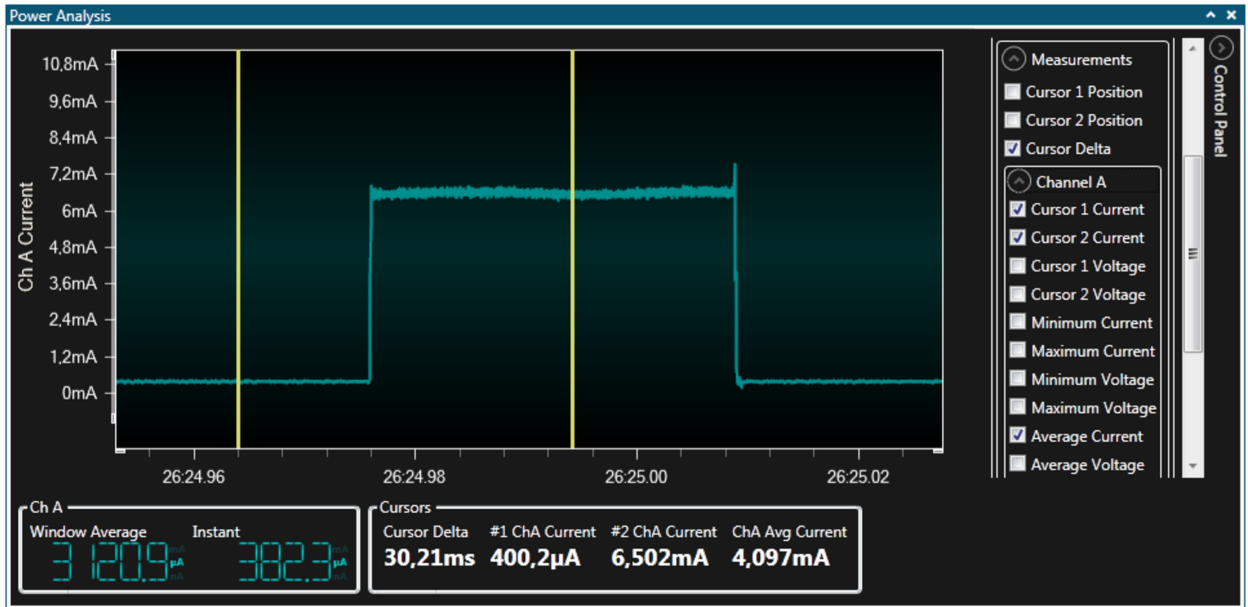 Power Analysis
Ch A Current
10,8mA
9,6mA
8,4mA
7,2mA
6mA
4,8mA
3,6mA
2,4mA
1,2mA
0mA
26:24.96 26:24.98 26:25.00 26:25.02
Measurements
Cursor 1 Position
Cursor 2 Position
Cursor Delta
Channel A
Cursor 1 Current
Cursor 2 Current
Cursor 1 Voltage
Cursor 2 Voltage
Minimum Current
Maximum Current
Minimum Voltage
Maximum Voltage
Average Current
Average Voltage
Control Panel
Ch A
Window Average Instant
3120.9 mA µA nA 382.3 mA µA nA
Cursors
Cursor Delta #1 ChA Current #2 ChA Current ChA Avg Current
30,21ms 400,2µA 6,502mA 4,097mA